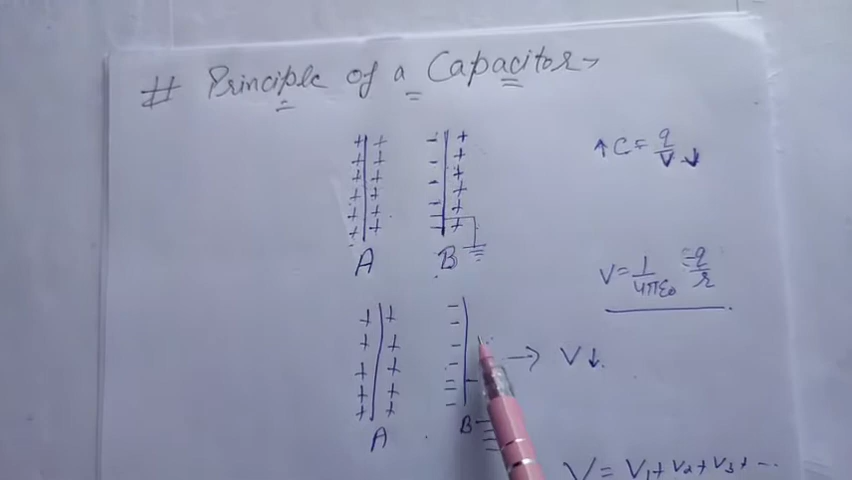 # Principle of a Capacitor→
↑ C = q/V ↓
A B
V = 1/4πε₀ -q/r
→ V↓
A B
V = V₁ + V₂ + V₃ + ...